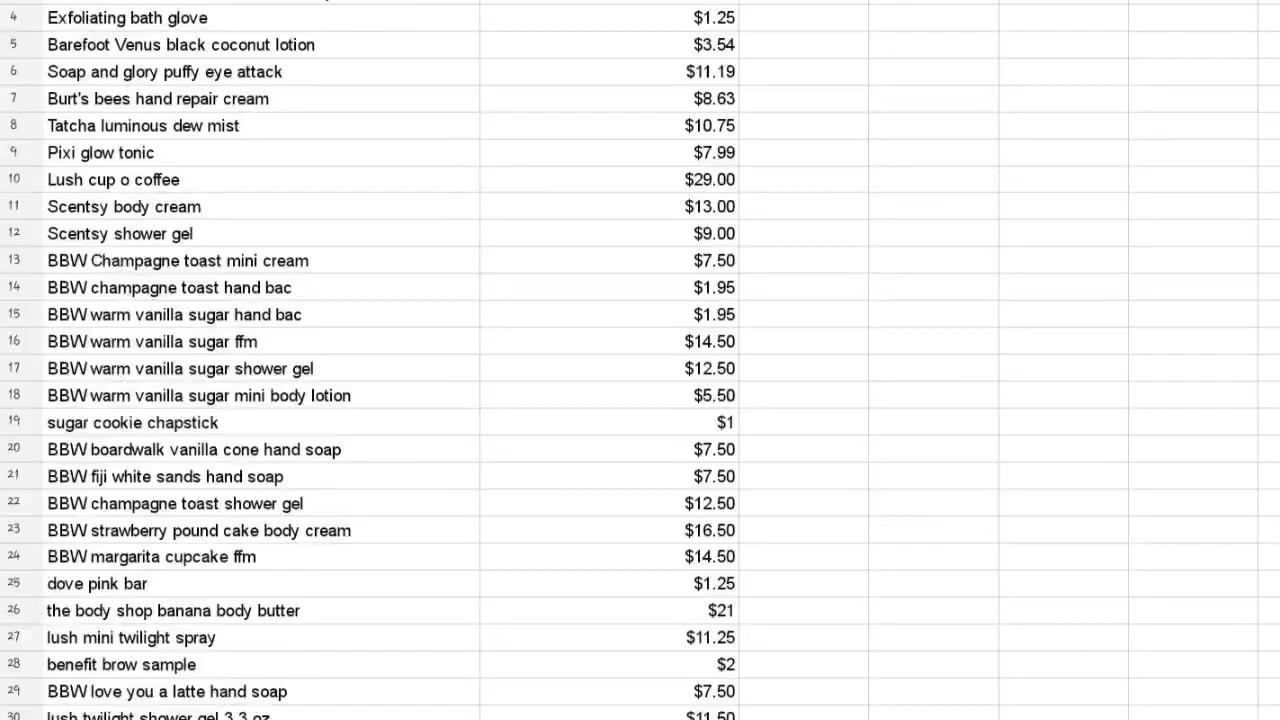 4 Exfoliating bath glove $1.25
5 Barefoot Venus black coconut lotion $3.54
6 Soap and glory puffy eye attack $11.19
7 Burt's bees hand repair cream $8.63
8 Tatcha luminous dew mist $10.75
9 Pixi glow tonic $7.99
10 Lush cup o coffee $29.00
11 Scentsy body cream $13.00
12 Scentsy shower gel $9.00
13 BBW Champagne toast mini cream $7.50
14 BBW champagne toast hand bac $1.95
15 BBW warm vanilla sugar hand bac $1.95
16 BBW warm vanilla sugar ffm $14.50
17 BBW warm vanilla sugar shower gel $12.50
18 BBW warm vanilla sugar mini body lotion $5.50
19 sugar cookie chapstick $1
20 BBW boardwalk vanilla cone hand soap $7.50
21 BBW fiji white sands hand soap $7.50
22 BBW champagne toast shower gel $12.50
23 BBW strawberry pound cake body cream $16.50
24 BBW margarita cupcake ffm $14.50
25 dove pink bar $1.25
26 the body shop banana body butter $21
27 lush mini twilight spray $11.25
28 benefit brow sample $2
29 BBW love you a latte hand soap $7.50
30 lush twilight shower gel 3.3 oz $11.50